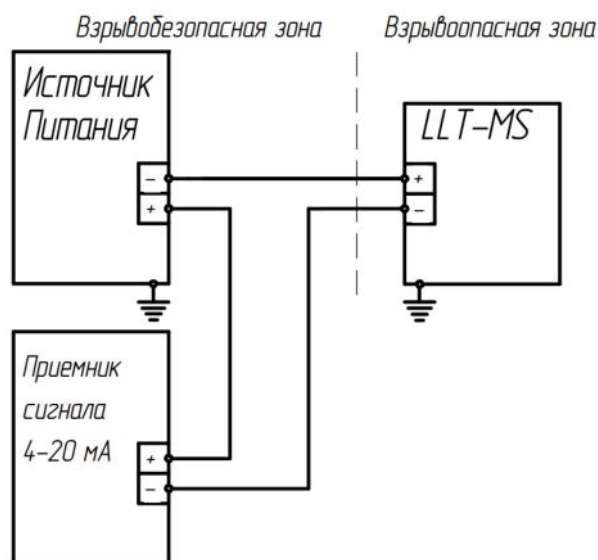 Взрывобезопасная зона
Взрывоопасная зона
Источник
Питания
−
+
LLT-MS
+
−
Приемник
сигнала
4-20 мА
+
−